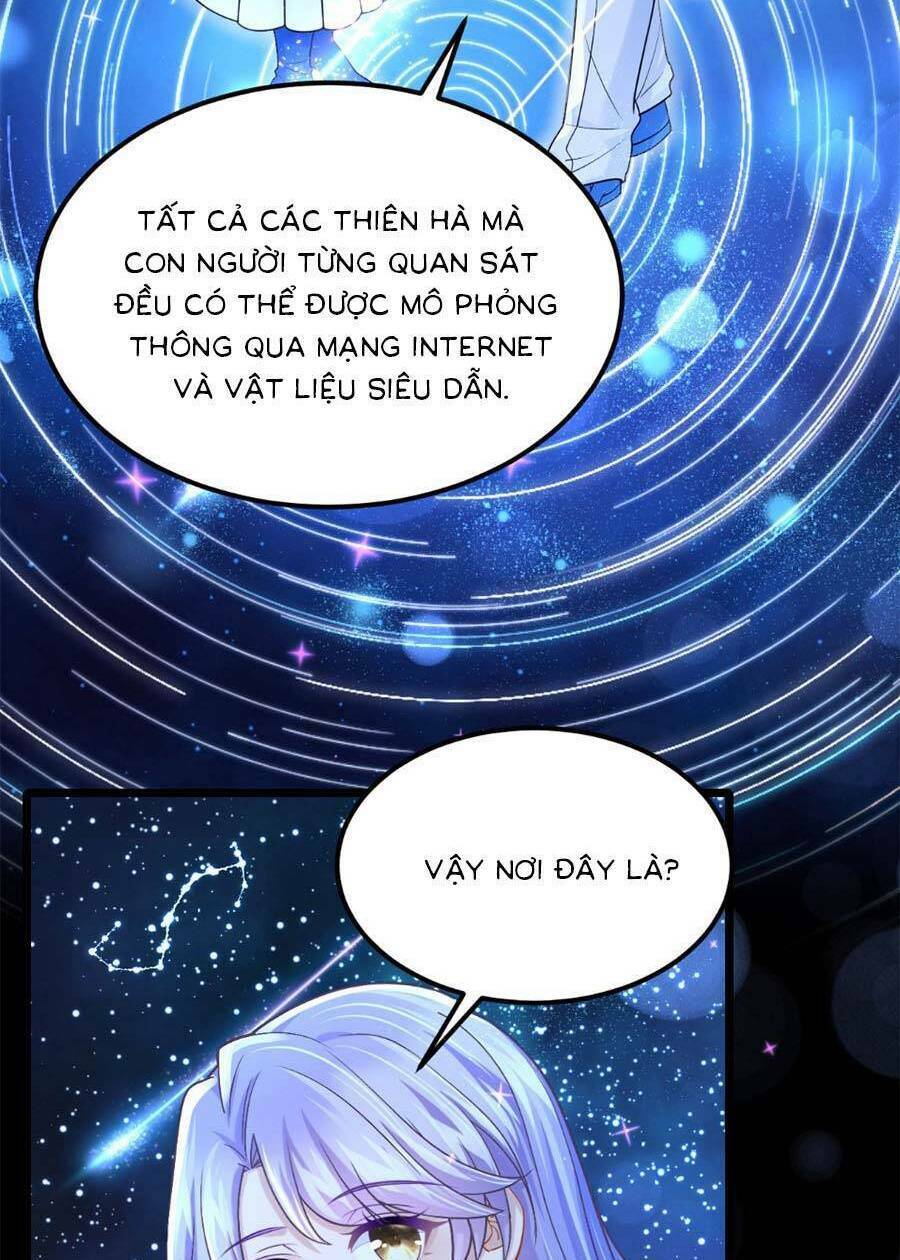 TẤT CẢ CÁC THIÊN HÀ MÀ
CON NGƯỜI TỪNG QUAN SÁT
ĐỀU CÓ THỂ ĐƯỢC MÔ PHỎNG
THÔNG QUA MẠNG INTERNET
VÀ VẬT LIỆU SIÊU DẪN.
VẬY NƠI ĐÂY LÀ?